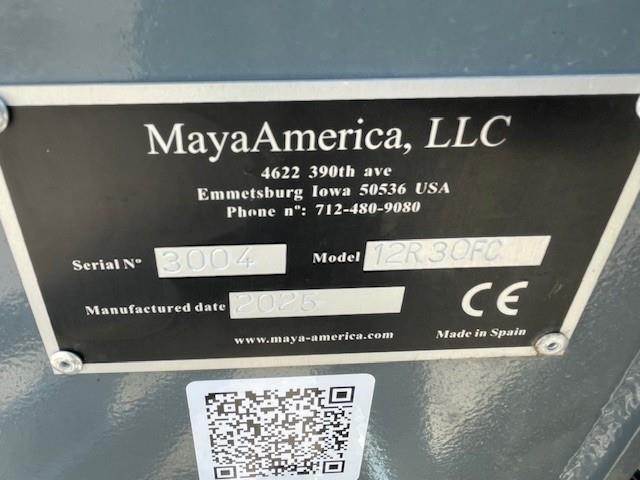 MayaAmerica, LLC
4622 390th ave
Emmetsburg Iowa 50536 USA
Phone nº: 712-480-9080
Serial Nº 3004 Model 12R30FC
Manufactured date 2025 CE
www.maya-america.com Made in Spain